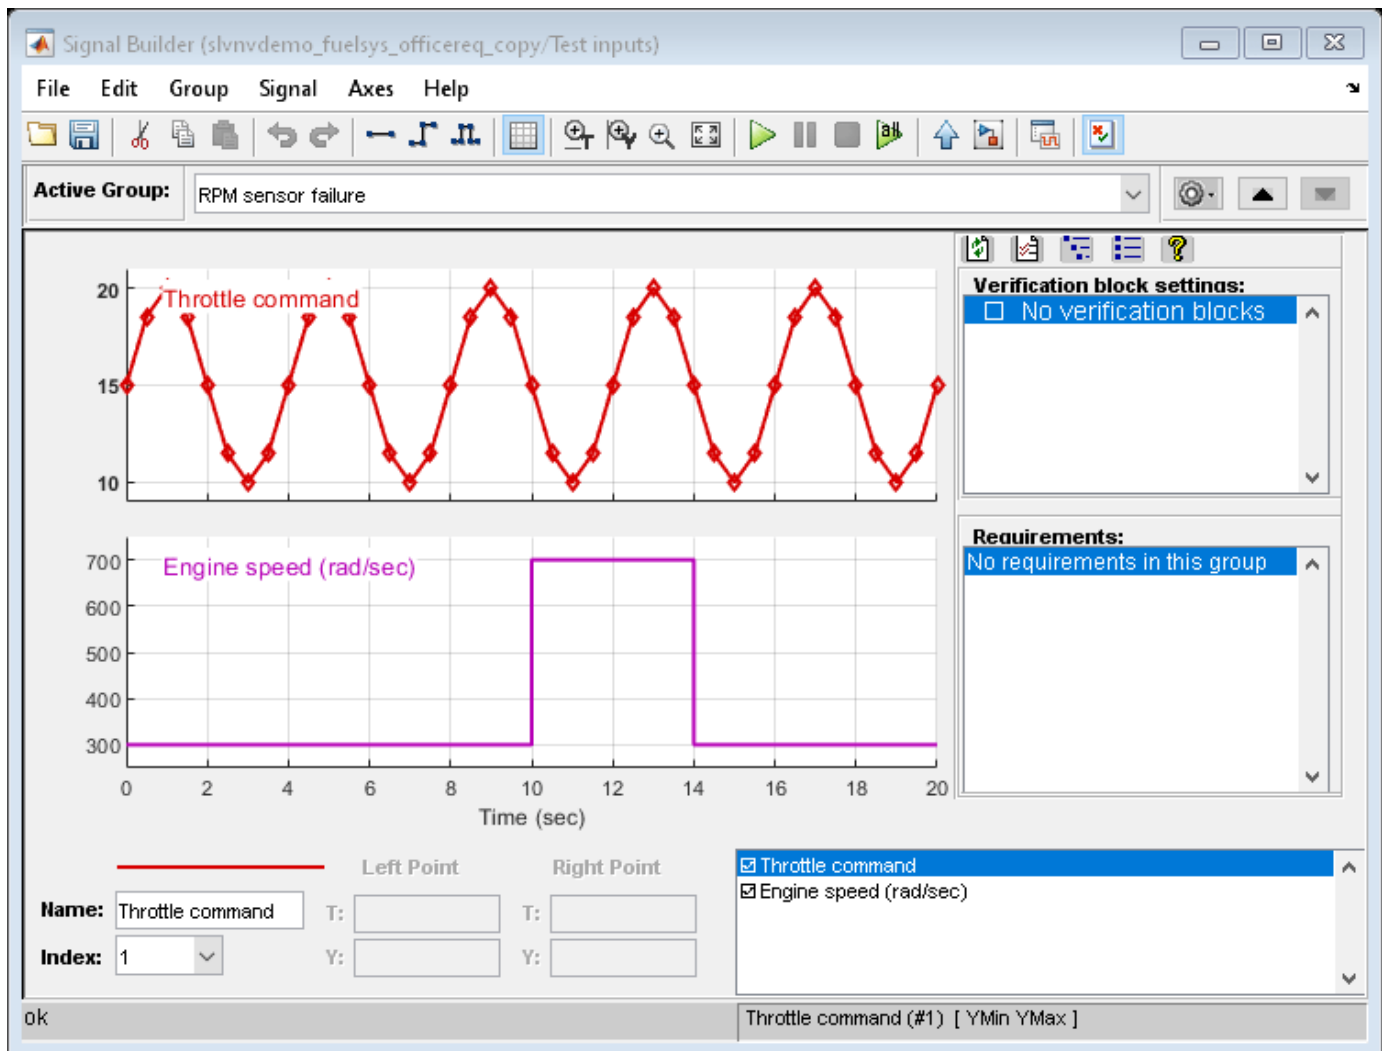 Signal Builder (slvnvdemo_fuelsys_officereq_copy/Test inputs)
File Edit Group Signal Axes Help
Active Group: RPM sensor failure
Throttle command
20
15
10
Engine speed (rad/sec)
700
600
500
400
300
0 2 4 6 8 10 12 14 16 18 20
Time (sec)
Verification block settings:
No verification blocks
Requirements:
No requirements in this group
Left Point Right Point
Name: Throttle command T: T:
Index: 1 Y: Y:
Throttle command
Engine speed (rad/sec)
ok
Throttle command (#1) [ YMin YMax ]